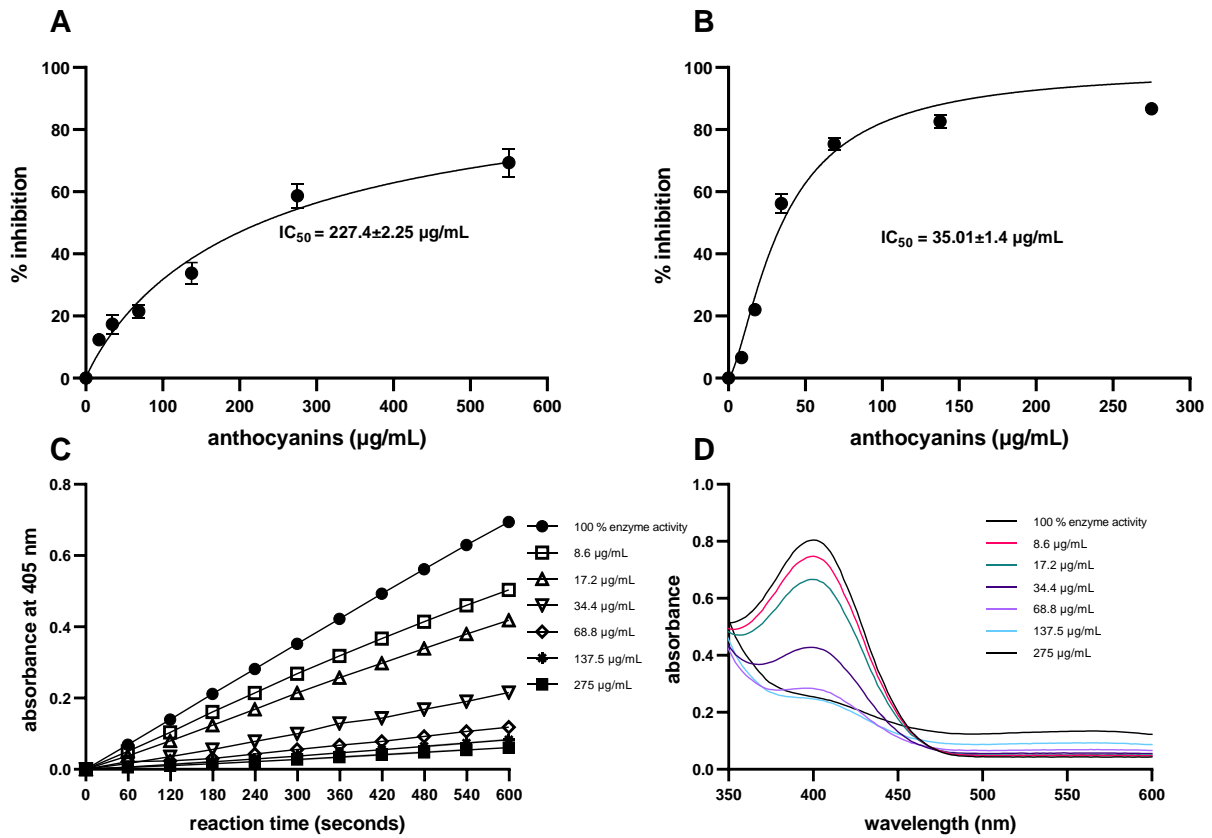 A
B
100
80
60
40
20
0
% inhibition
IC50 = 227.4±2.25 µg/mL
0 100 200 300 400 500 600
anthocyanins (µg/mL)
100
80
60
40
20
0
% inhibition
IC50 = 35.01±1.4 µg/mL
0 50 100 150 200 250 300
anthocyanins (µg/mL)
C
D
0.8
0.6
0.4
0.2
0.0
absorbance at 405 nm
0 60 120 180 240 300 360 420 480 540 600
reaction time (seconds)
100 % enzyme activity
8.6 µg/mL
17.2 µg/mL
34.4 µg/mL
68.8 µg/mL
137.5 µg/mL
275 µg/mL
1.0
0.8
0.6
0.4
0.2
0.0
absorbance
350 400 450 500 550 600
wavelength (nm)
100 % enzyme activity
8.6 µg/mL
17.2 µg/mL
34.4 µg/mL
68.8 µg/mL
137.5 µg/mL
275 µg/mL